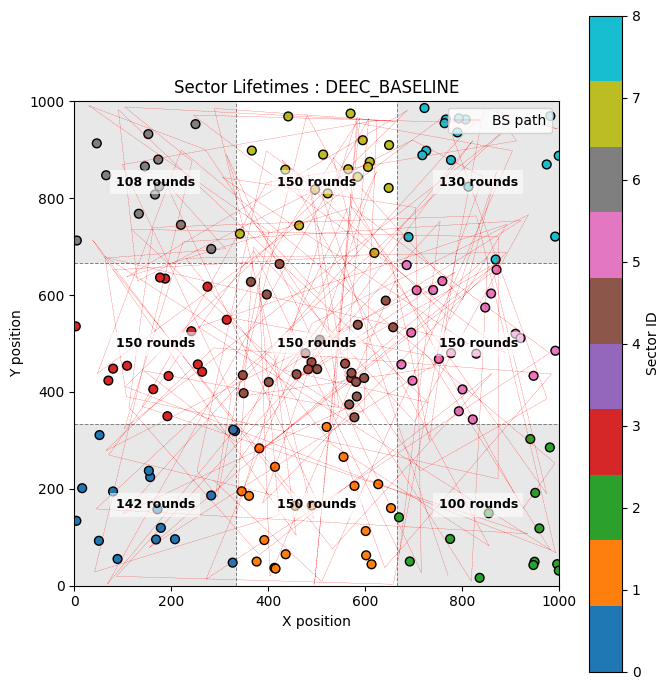 Sector Lifetimes : DEEC_BASELINE
BS path
108 rounds
150 rounds
130 rounds
150 rounds
150 rounds
150 rounds
142 rounds
150 rounds
100 rounds
1000
800
600
400
200
0
Y position
0
200
400
600
800
1000
X position
8
7
6
5
4
3
2
1
0
Sector ID